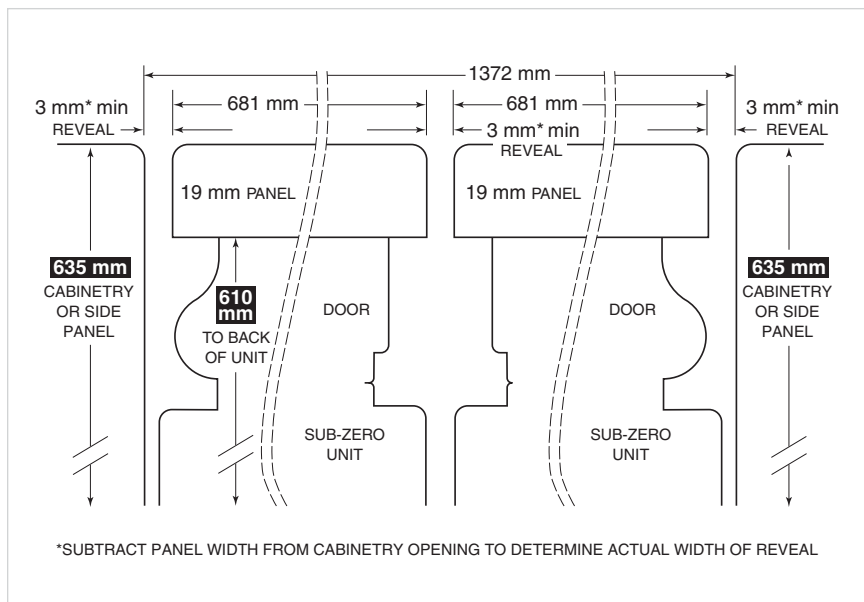 1372 mm
681 mm
681 mm
3 mm* min
REVEAL
3 mm* min
REVEAL
3 mm* min
REVEAL
19 mm PANEL
19 mm PANEL
635 mm
CABINETRY
OR SIDE
PANEL
610
mm
TO BACK
OF UNIT
DOOR
DOOR
635 mm
CABINETRY
OR SIDE
PANEL
SUB-ZERO
UNIT
SUB-ZERO
UNIT
*SUBTRACT PANEL WIDTH FROM CABINETRY OPENING TO DETERMINE ACTUAL WIDTH OF REVEAL